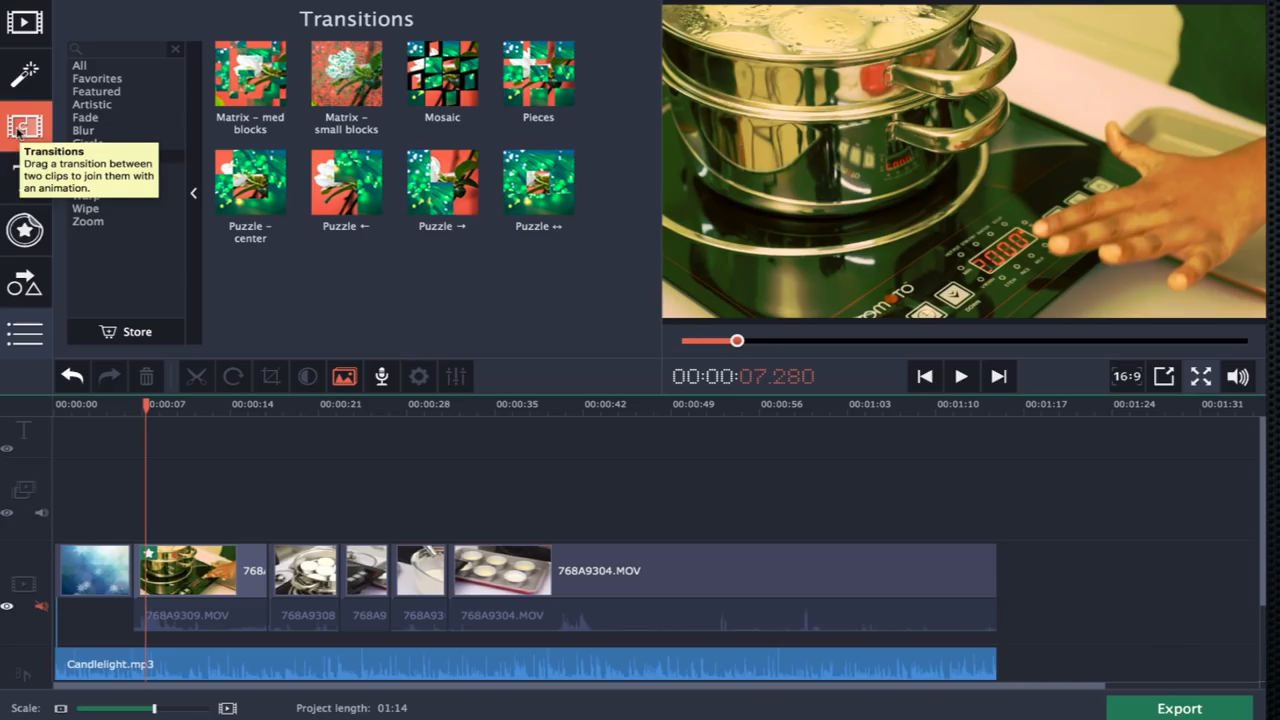 Transitions
All
Favorites
Featured
Artistic
Fade
Blur
Transitions
Drag a transition between
two clips to join them with
an animation.
Wipe
Zoom
Store
Matrix - med
blocks
Matrix -
small blocks
Mosaic
Pieces
Puzzle -
center
Puzzle ←
Puzzle →
Puzzle ↔
2000
00:00:07.280
16:9
00:00:00
00:00:07
00:00:14
00:00:21
00:00:28
00:00:35
00:00:42
00:00:49
00:00:56
00:01:03
00:01:10
00:01:17
00:01:24
00:01:31
T
768A9304.MOV
768A9309.MOV
768A9308
768A9
768A93
768A9304.MOV
Candlelight.mp3
Scale:
Project length: 01:14
Export